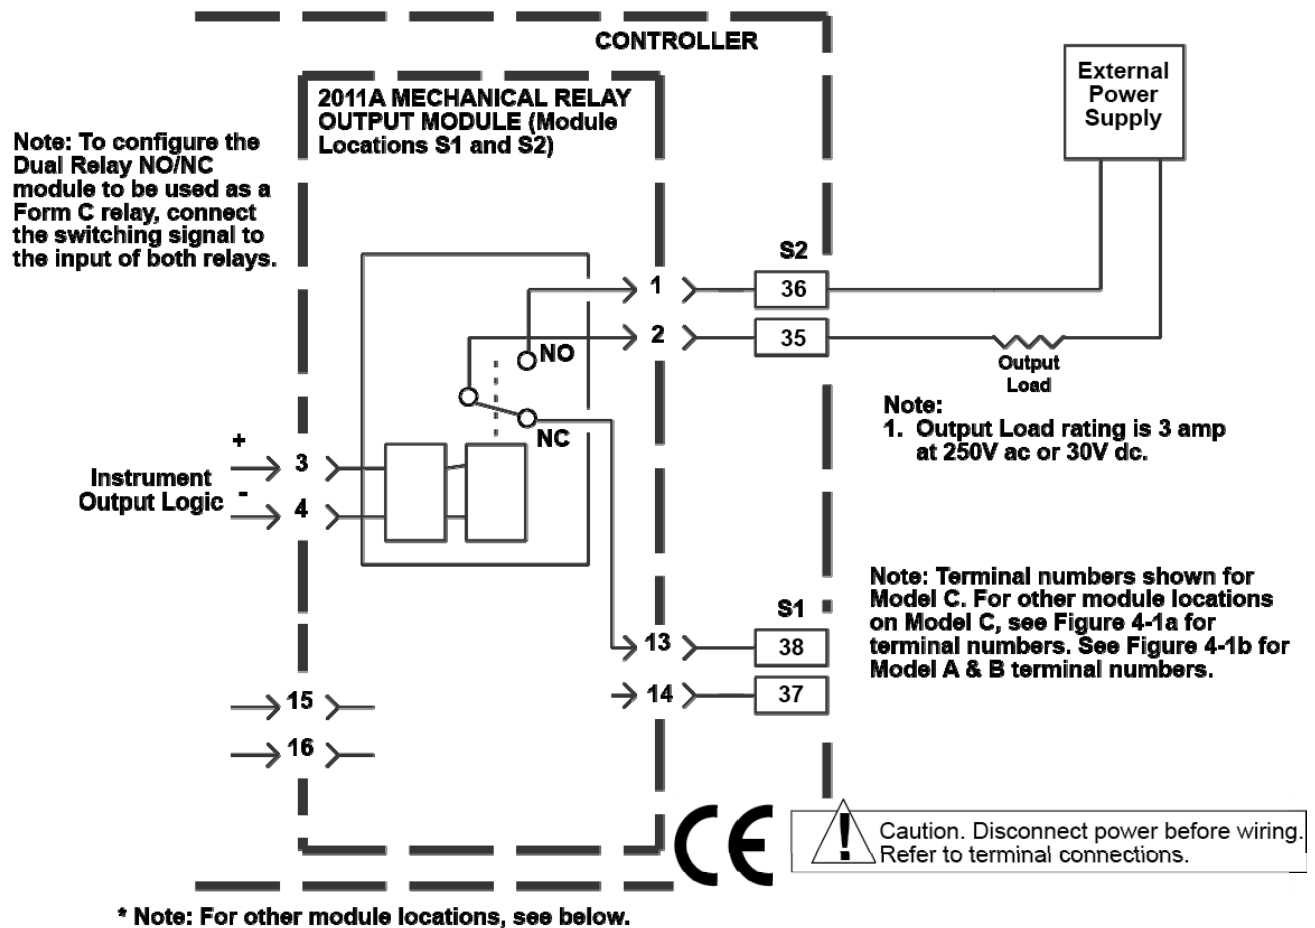 CONTROLLER
2011A MECHANICAL RELAY
OUTPUT MODULE (Module
Locations S1 and S2)
External
Power
Supply
Note: To configure the
Dual Relay NO/NC
module to be used as a
Form C relay, connect
the switching signal to
the input of both relays.
S2
1
36
2
35
NO
NC
Output
Load
Note:
1. Output Load rating is 3 amp
at 250V ac or 30V dc.
+
3
Instrument
Output Logic
-
4
Note: Terminal numbers shown for
Model C. For other module locations
on Model C, see Figure 4-1a for
terminal numbers. See Figure 4-1b for
Model A & B terminal numbers.
S1
13
38
14
37
15
16
CE
!
Caution. Disconnect power before wiring.
Refer to terminal connections.
* Note: For other module locations, see below.